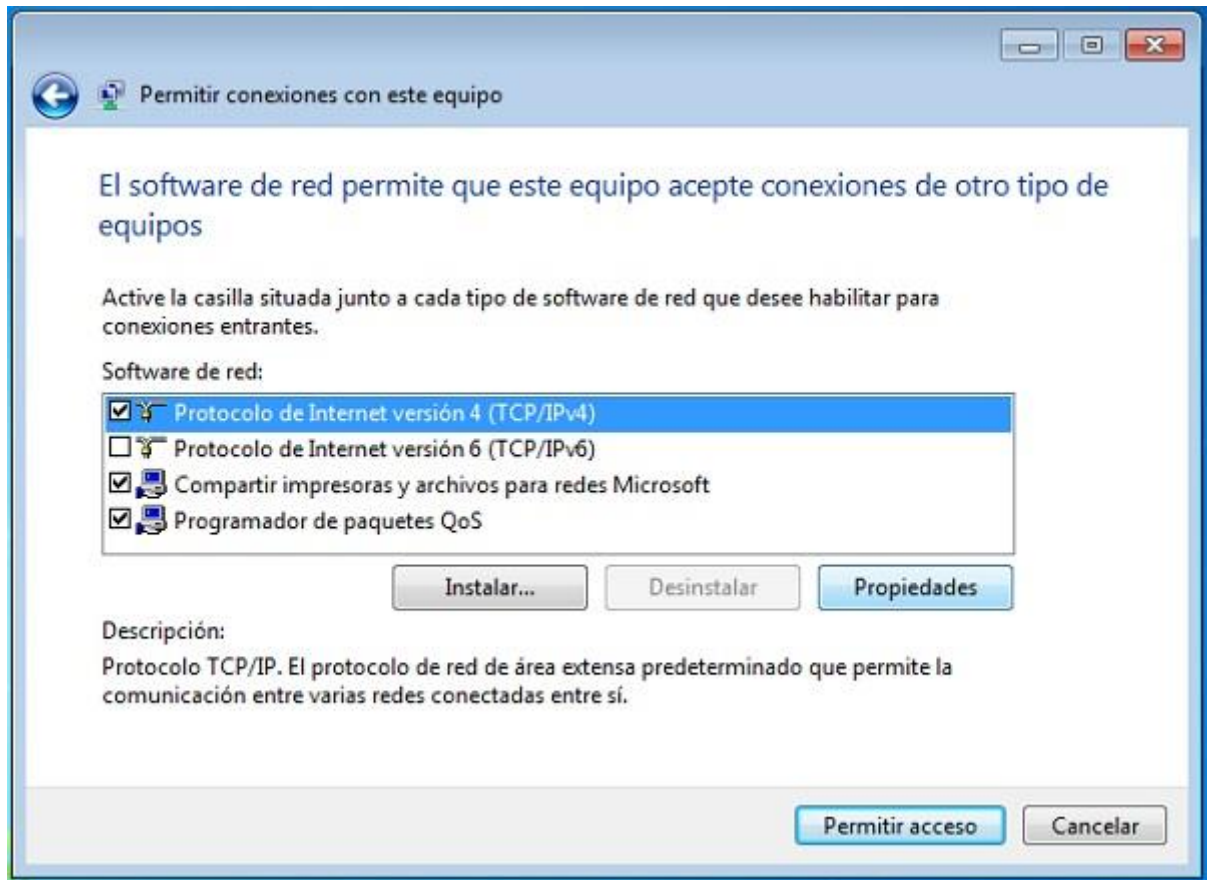 Permitir conexiones con este equipo
El software de red permite que este equipo acepte conexiones de otro tipo de
equipos
Active la casilla situada junto a cada tipo de software de red que desee habilitar para
conexiones entrantes.
Software de red:
Protocolo de Internet versión 4 (TCP/IPv4)
Protocolo de Internet versión 6 (TCP/IPv6)
Compartir impresoras y archivos para redes Microsoft
Programador de paquetes QoS
Instalar... Desinstalar Propiedades
Descripción:
Protocolo TCP/IP. El protocolo de red de área extensa predeterminado que permite la
comunicación entre varias redes conectadas entre sí.
Permitir acceso Cancelar